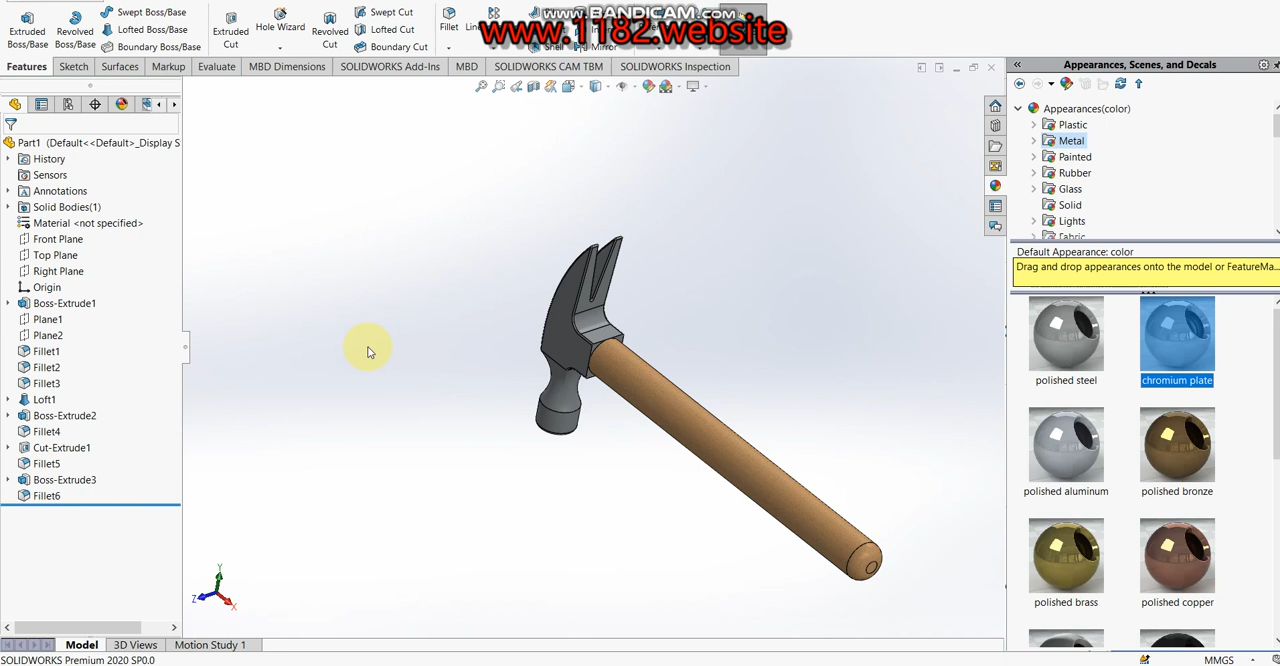 www.BANDICAM.com
www.1182.website
Extruded Boss/Base
Revolved Boss/Base
Swept Boss/Base
Lofted Boss/Base
Boundary Boss/Base
Extruded Cut
Hole Wizard
Revolved Cut
Swept Cut
Lofted Cut
Boundary Cut
Fillet
Shell
Mirror
Features
Sketch
Surfaces
Markup
Evaluate
MBD Dimensions
SOLIDWORKS Add-Ins
MBD
SOLIDWORKS CAM TBM
SOLIDWORKS Inspection
Part1 (Default<<Default>_Display S
History
Sensors
Annotations
Solid Bodies(1)
Material <not specified>
Front Plane
Top Plane
Right Plane
Origin
Boss-Extrude1
Plane1
Plane2
Fillet1
Fillet2
Fillet3
Loft1
Boss-Extrude2
Fillet4
Cut-Extrude1
Fillet5
Boss-Extrude3
Fillet6
Y
Z
X
Appearances, Scenes, and Decals
Appearances(color)
Plastic
Metal
Painted
Rubber
Glass
Solid
Lights
Fabric
Default Appearance: color
Drag and drop appearances onto the model or FeatureMa...
polished steel
chromium plate
polished aluminum
polished bronze
polished brass
polished copper
Model
3D Views
Motion Study 1
SOLIDWORKS Premium 2020 SP0.0
MMGS